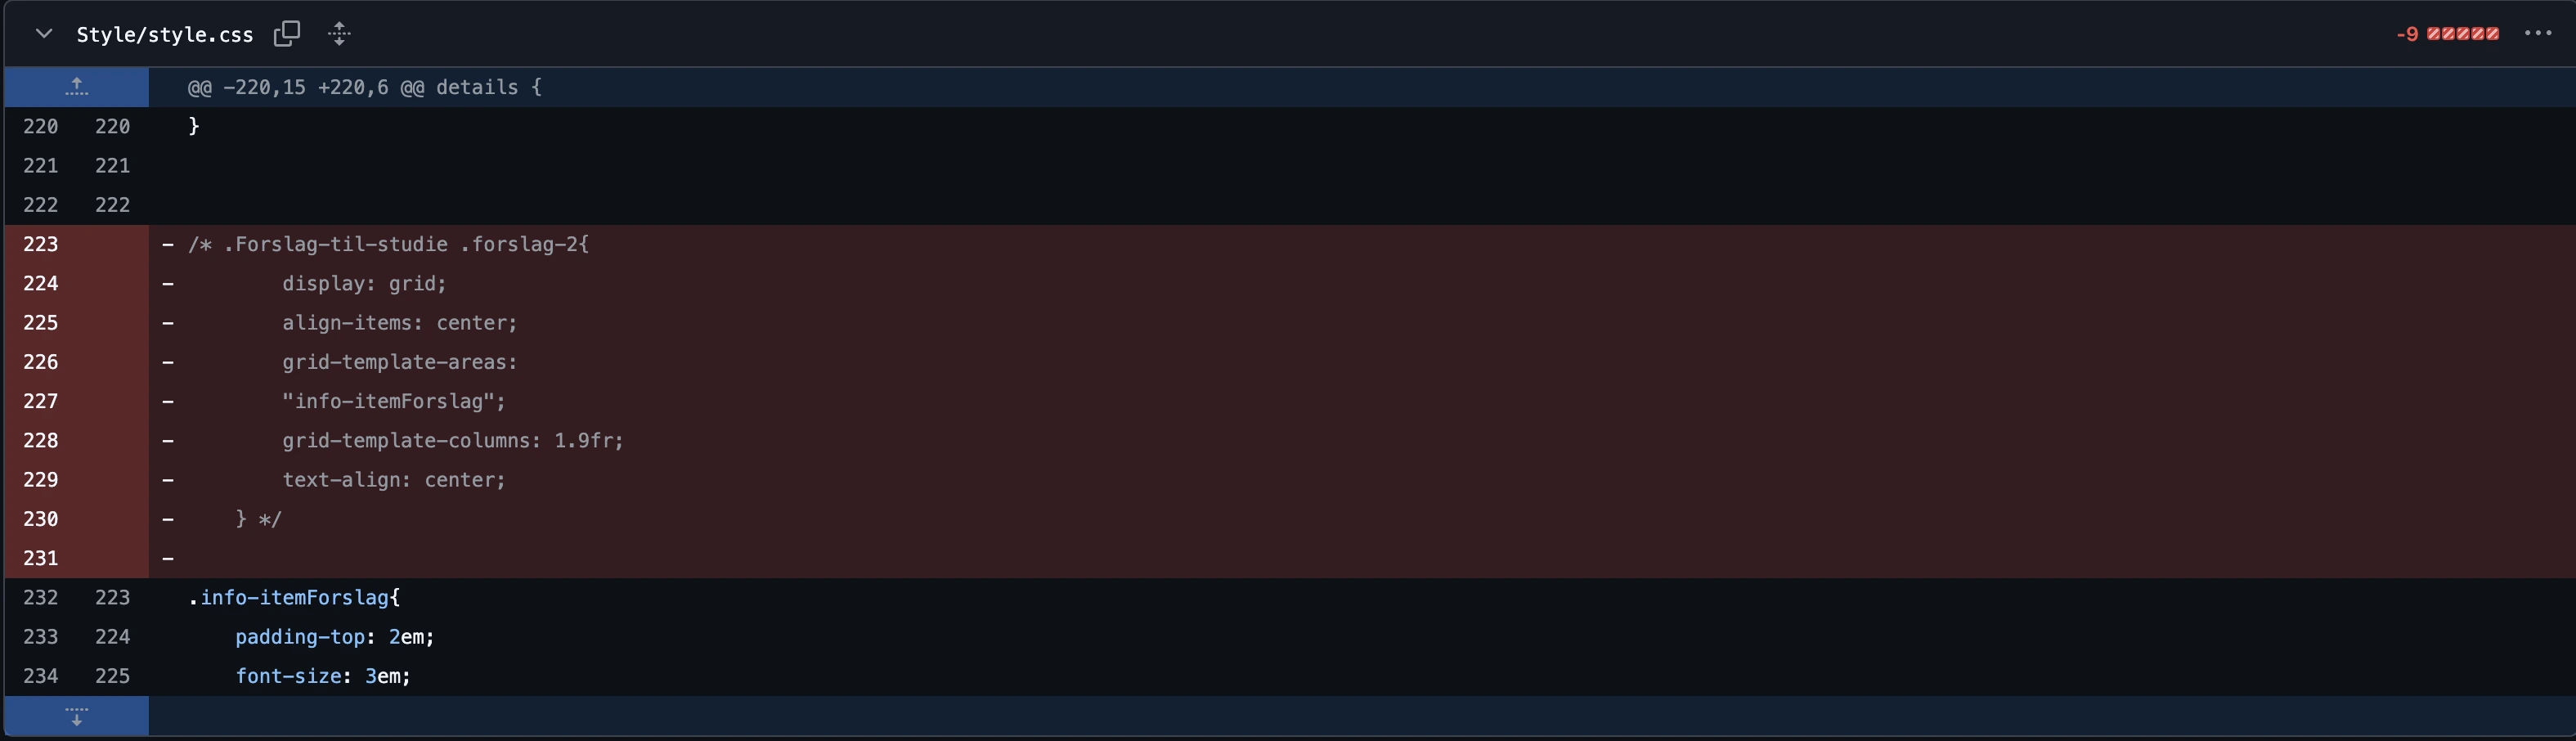 Style/style.css
-9
@@ -220,15 +220,6 @@ details {
220 220 }
221 221
222 222
223 - /* .Forslag-til-studie .forslag-2{
224 - display: grid;
225 - align-items: center;
226 - grid-template-areas:
227 - "info-itemForslag";
228 - grid-template-columns: 1.9fr;
229 - text-align: center;
230 - } */
231 -
232 223 .info-itemForslag{
233 224 padding-top: 2em;
234 225 font-size: 3em;